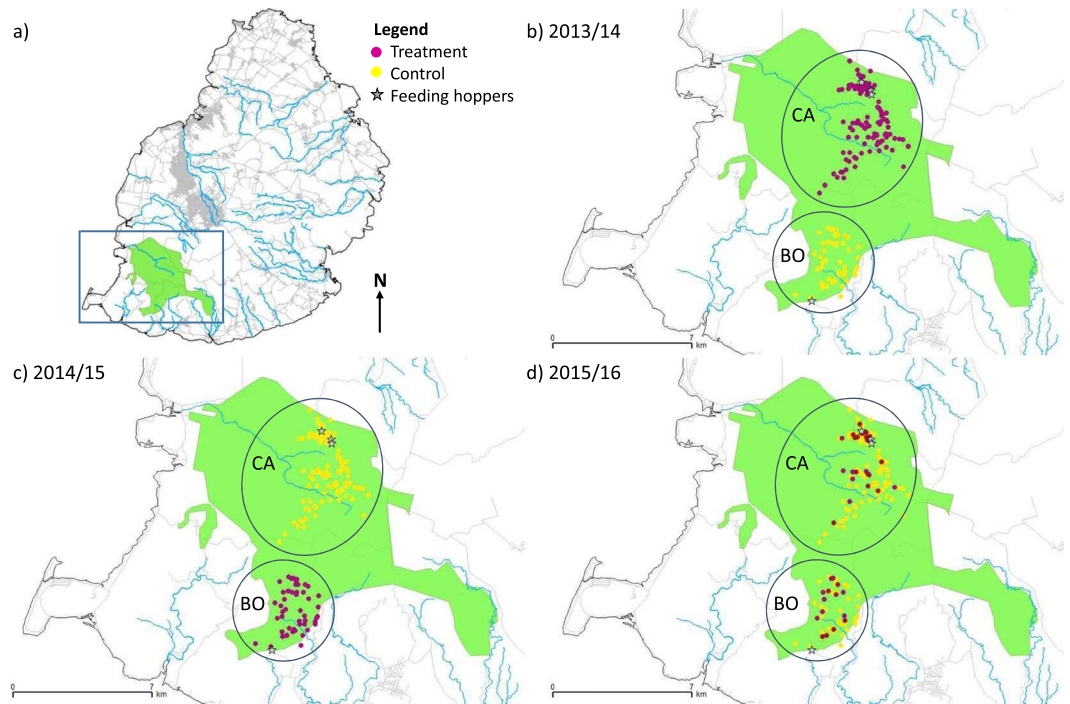 a)
Legend
Treatment
Control
Feeding hoppers
N
b) 2013/14
CA
BO
0 7
km
c) 2014/15
CA
BO
0 7
km
d) 2015/16
CA
BO
0 7
km